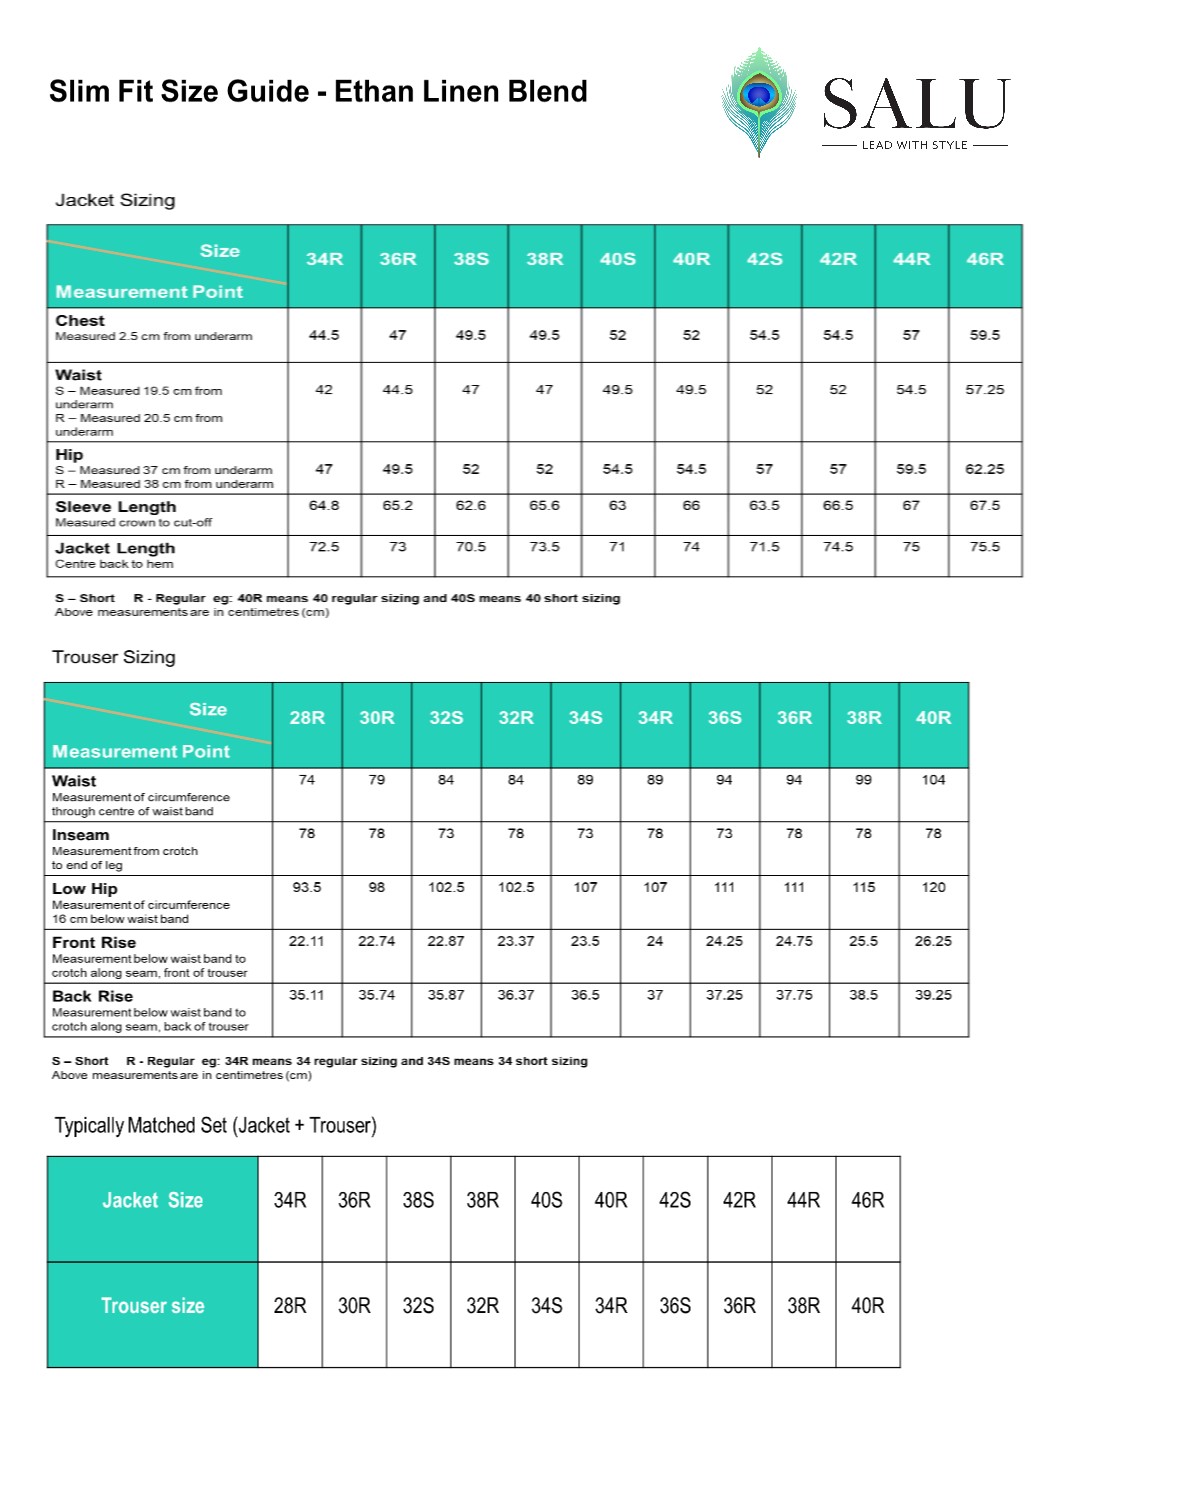 Slim Fit Size Guide - Ethan Linen Blend
SALU
LEAD WITH STYLE
Jacket Sizing
Size
Measurement Point
34R 36R 38S 38R 40S 40R 42S 42R 44R 46R
Chest
Measured 2.5 cm from underarm
44.5 47 49.5 49.5 52 52 54.5 54.5 57 59.5
Waist
S – Measured 19.5 cm from
underarm
R – Measured 20.5 cm from
underarm
42 44.5 47 47 49.5 49.5 52 52 54.5 57.25
Hip
S – Measured 37 cm from underarm
R – Measured 38 cm from underarm
47 49.5 52 52 54.5 54.5 57 57 59.5 62.25
Sleeve Length
Measured crown to cut-off
64.8 65.2 62.6 65.6 63 66 63.5 66.5 67 67.5
Jacket Length
Centre back to hem
72.5 73 70.5 73.5 71 74 71.5 74.5 75 75.5
S – Short R - Regular eg: 40R means 40 regular sizing and 40S means 40 short sizing
Above measurements are in centimetres (cm)
Trouser Sizing
Size
Measurement Point
28R 30R 32S 32R 34S 34R 36S 36R 38R 40R
Waist
Measurement of circumference
through centre of waist band
74 79 84 84 89 89 94 94 99 104
Inseam
Measurement from crotch
to end of leg
78 78 73 78 73 78 73 78 78 78
Low Hip
Measurement of circumference
16 cm below waist band
93.5 98 102.5 102.5 107 107 111 111 115 120
Front Rise
Measurement below waist band to
crotch along seam, front of trouser
22.11 22.74 22.87 23.37 23.5 24 24.25 24.75 25.5 26.25
Back Rise
Measurement below waist band to
crotch along seam, back of trouser
35.11 35.74 35.87 36.37 36.5 37 37.25 37.75 38.5 39.25
S – Short R - Regular eg: 34R means 34 regular sizing and 34S means 34 short sizing
Above measurements are in centimetres (cm)
Typically Matched Set (Jacket + Trouser)
Jacket Size 34R 36R 38S 38R 40S 40R 42S 42R 44R 46R
Trouser size 28R 30R 32S 32R 34S 34R 36S 36R 38R 40R